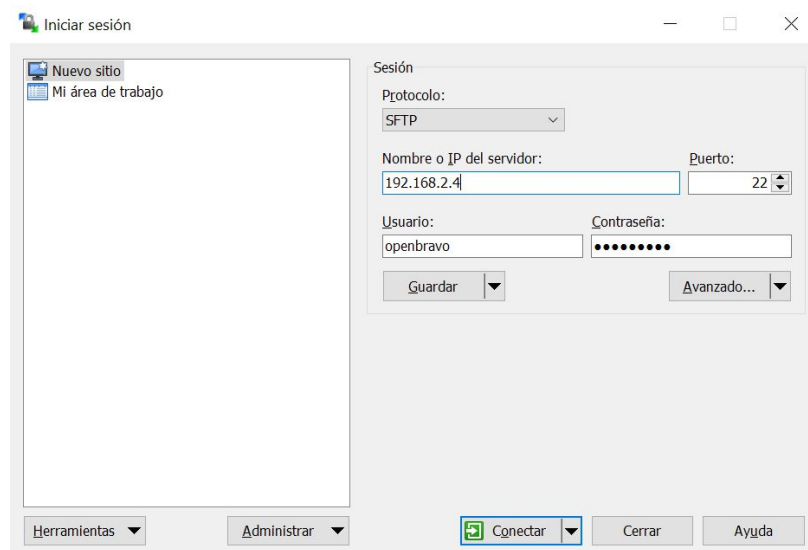 Iniciar sesión
Nuevo sitio
Mi área de trabajo
Sesión
Protocolo:
SFTP
Nombre o IP del servidor: Puerto:
192.168.2.4 22
Usuario: Contraseña:
openbravo ●●●●●●●●●
Guardar Avanzado...
Herramientas Administrar Conectar Cerrar Ayuda